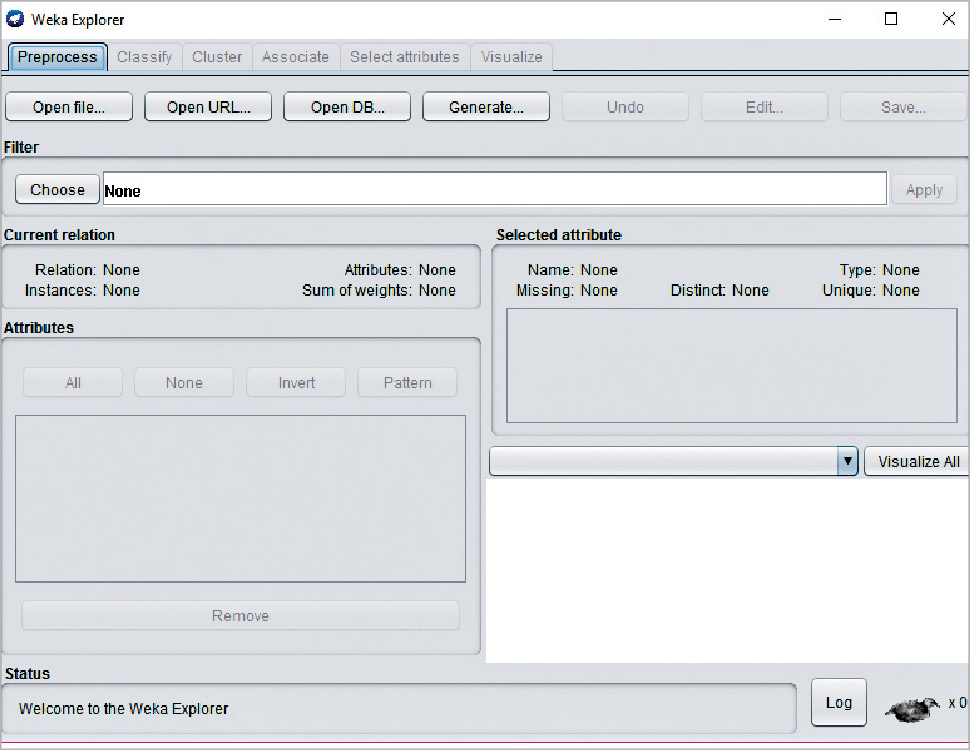 Weka Explorer
Preprocess Classify Cluster Associate Select attributes Visualize
Open file... Open URL... Open DB... Generate... Undo Edit... Save...
Filter
Choose None Apply
Current relation
Relation: None Attributes: None
Instances: None Sum of weights: None
Selected attribute
Name: None Type: None
Missing: None Distinct: None Unique: None
Attributes
All None Invert Pattern
Remove
Visualize All
Status
Welcome to the Weka Explorer
Log x 0